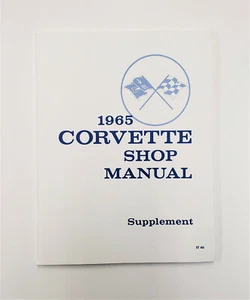 1965
CORVETTE
SHOP
MANUAL
Supplement